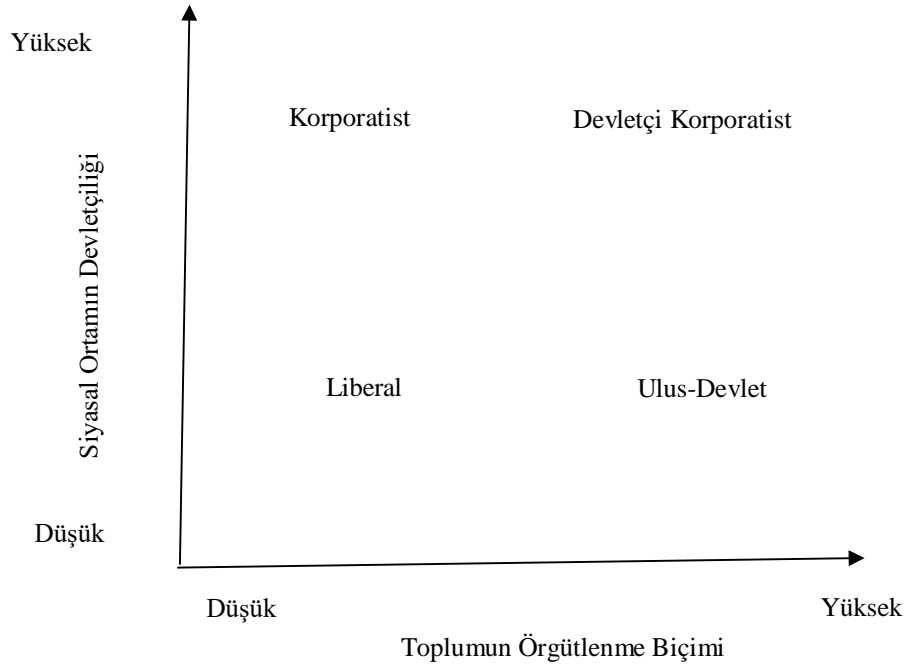 Yüksek
Korporatist
Devletçi Korporatist
Siyasal Ortamın Devletçiliği
Liberal
Ulus-Devlet
Düşük
Düşük
Yüksek
Toplumun Örgütlenme Biçimi